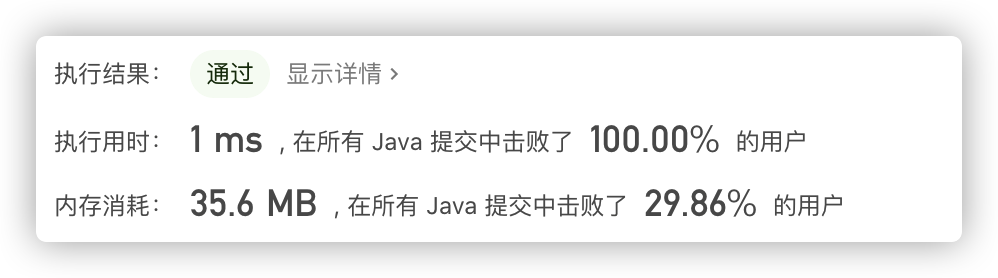 执行结果： 通过 显示详情 >
执行用时： 1 ms , 在所有 Java 提交中击败了 100.00% 的用户
内存消耗： 35.6 MB , 在所有 Java 提交中击败了 29.86% 的用户